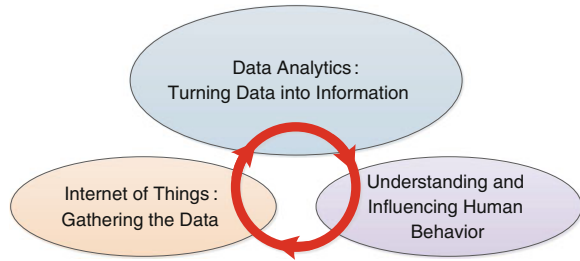 Data Analytics:
Turning Data into Information
Internet of Things:
Gathering the Data
Understanding and
Influencing Human
Behavior